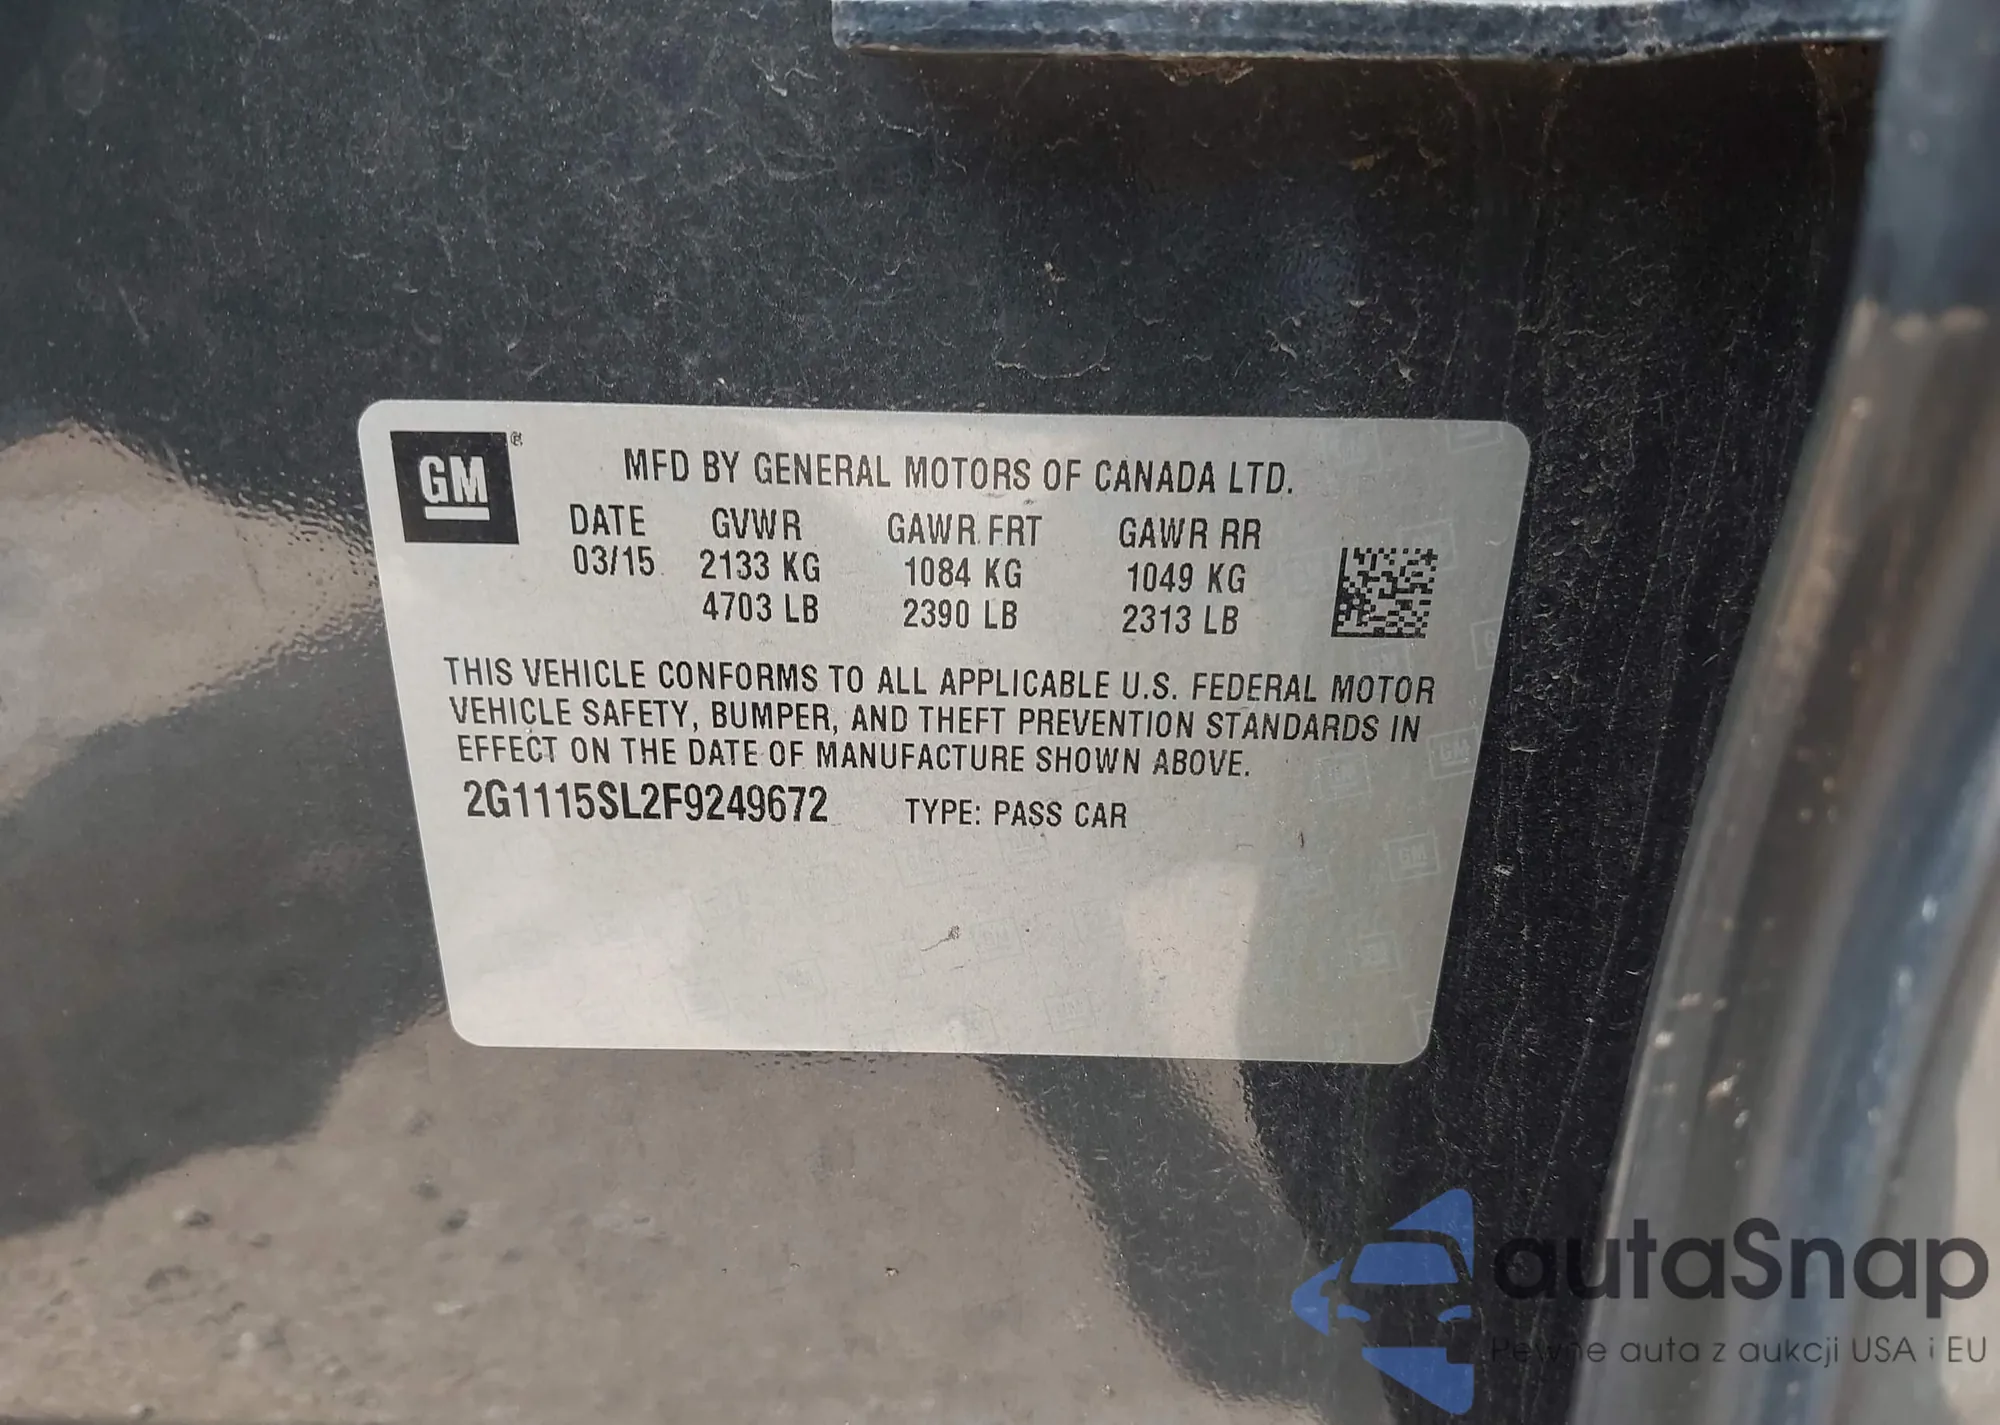 GM ®
MFD BY GENERAL MOTORS OF CANADA LTD.
DATE GVWR GAWR FRT GAWR RR
03/15 2133 KG 1084 KG 1049 KG
4703 LB 2390 LB 2313 LB
THIS VEHICLE CONFORMS TO ALL APPLICABLE U.S. FEDERAL MOTOR
VEHICLE SAFETY, BUMPER, AND THEFT PREVENTION STANDARDS IN
EFFECT ON THE DATE OF MANUFACTURE SHOWN ABOVE.
2G1115SL2F9249672 TYPE: PASS CAR
autaSnap
Pewne auta z aukcji USA i EU